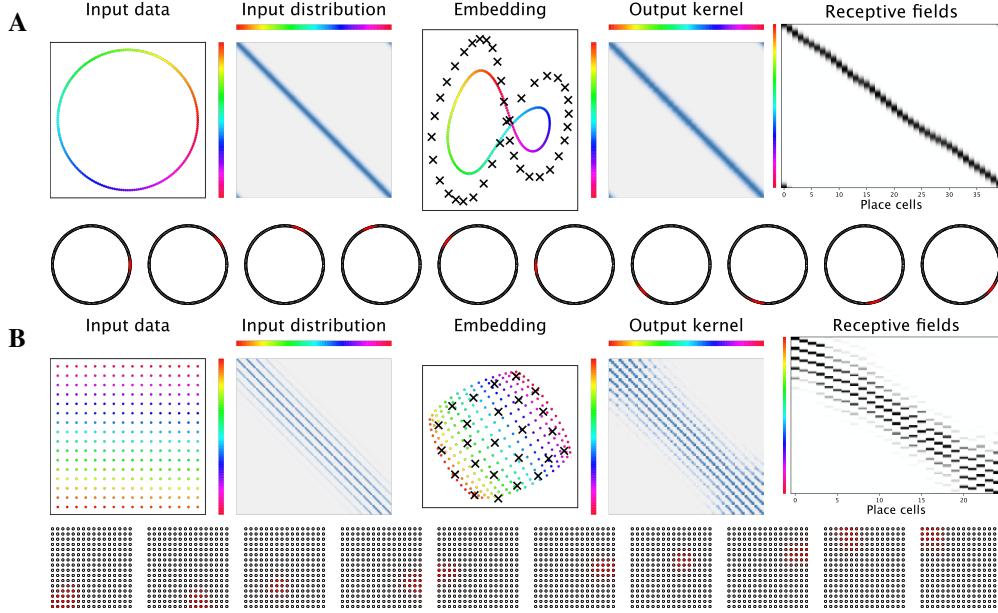 A
Input data Input distribution Embedding Output kernel Receptive fields
0 5 10 15 20 25 30 35
Place cells
B
Input data Input distribution Embedding Output kernel Receptive fields
0 5 10 15 20
Place cells